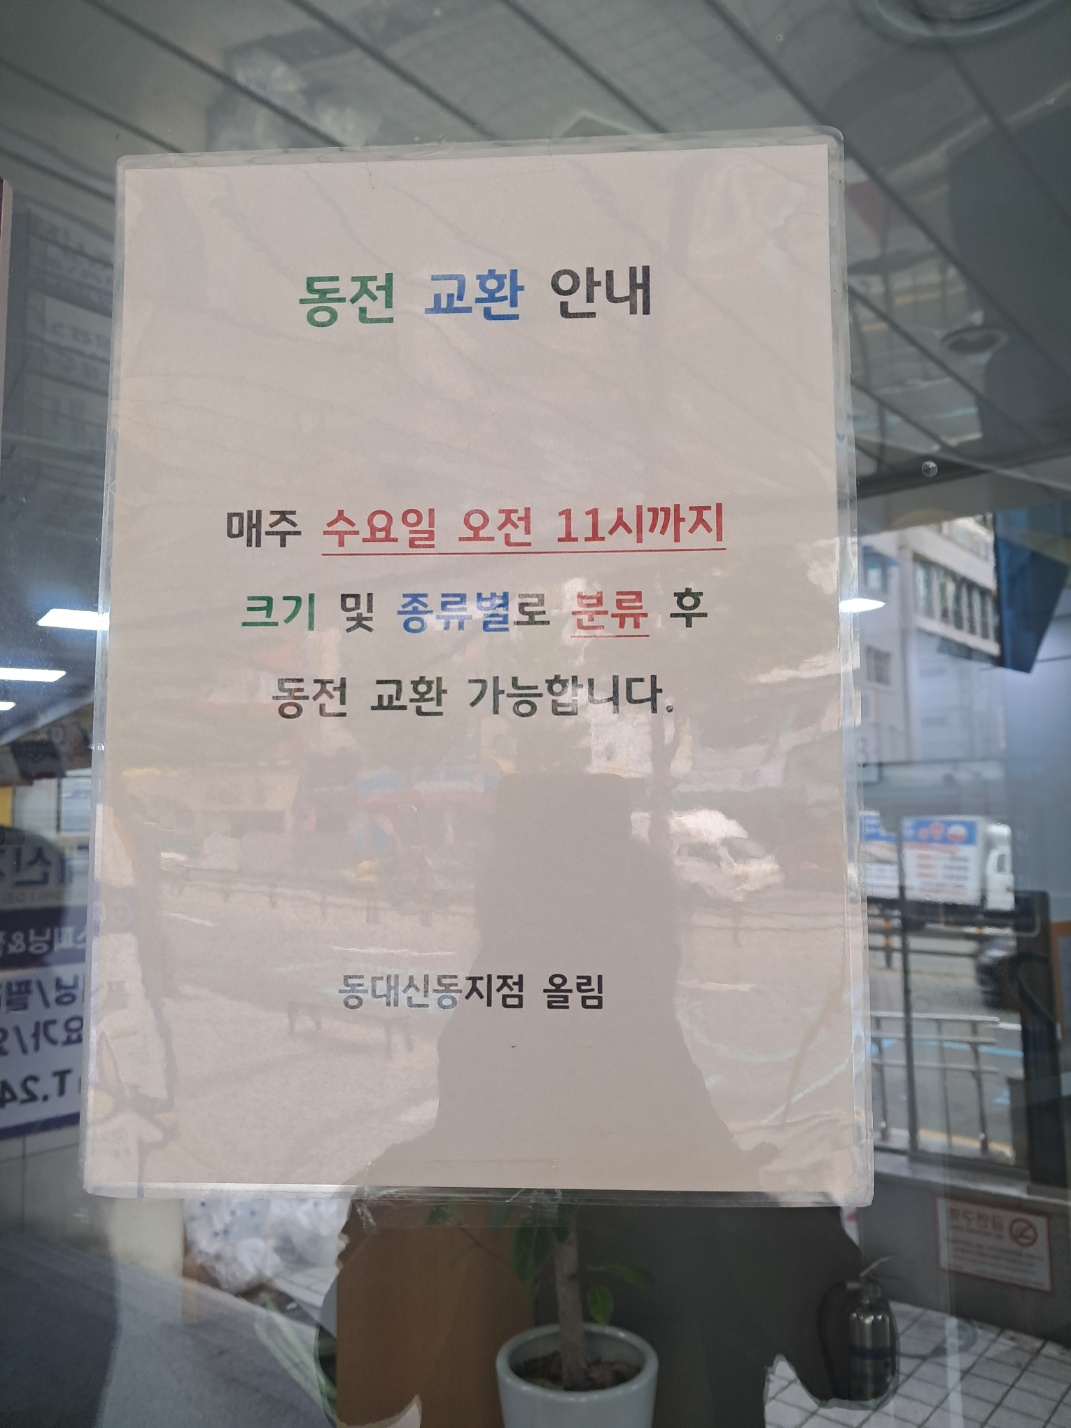 동전 교환 안내
매주 수요일 오전 11시까지
크기 및 종류별로 분류 후
동전 교환 가능합니다.
동대신동지점 올림